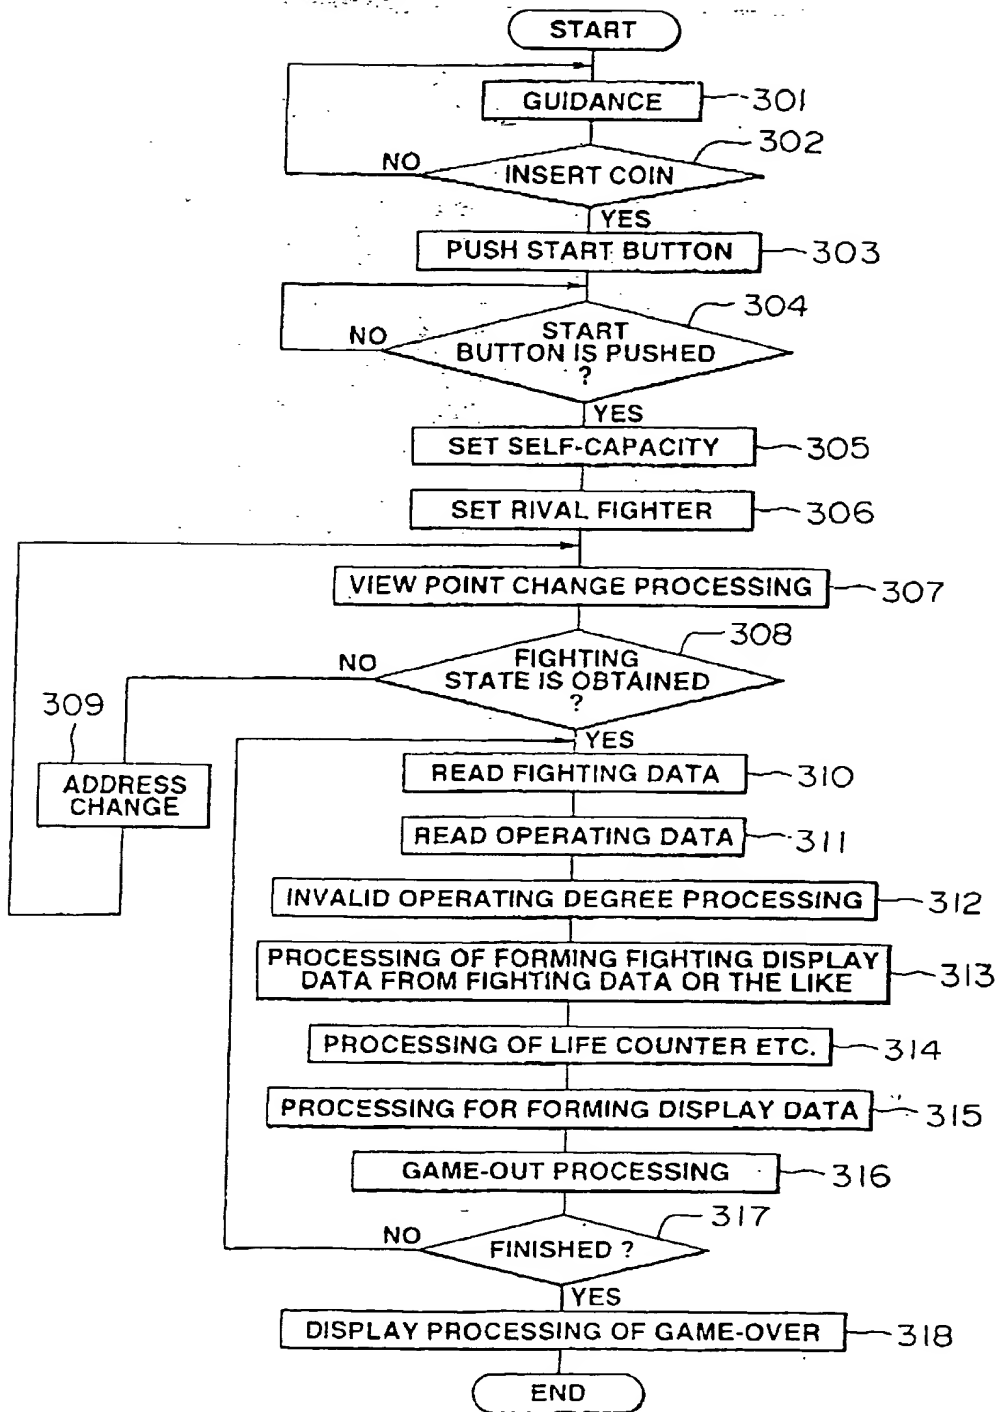 START
GUIDANCE
301
302
NO
INSERT COIN
YES
PUSH START BUTTON
303
304
NO
START
BUTTON IS PUSHED
?
YES
SET SELF-CAPACITY
305
SET RIVAL FIGHTER
306
VIEW POINT CHANGE PROCESSING
307
308
NO
FIGHTING
STATE IS OBTAINED
?
309
YES
ADDRESS
CHANGE
READ FIGHTING DATA
310
READ OPERATING DATA
311
INVALID OPERATING DEGREE PROCESSING
312
PROCESSING OF FORMING FIGHTING DISPLAY
DATA FROM FIGHTING DATA OR THE LIKE
313
PROCESSING OF LIFE COUNTER ETC.
314
PROCESSING FOR FORMING DISPLAY DATA
315
GAME-OUT PROCESSING
316
317
NO
FINISHED ?
YES
DISPLAY PROCESSING OF GAME-OVER
318
END